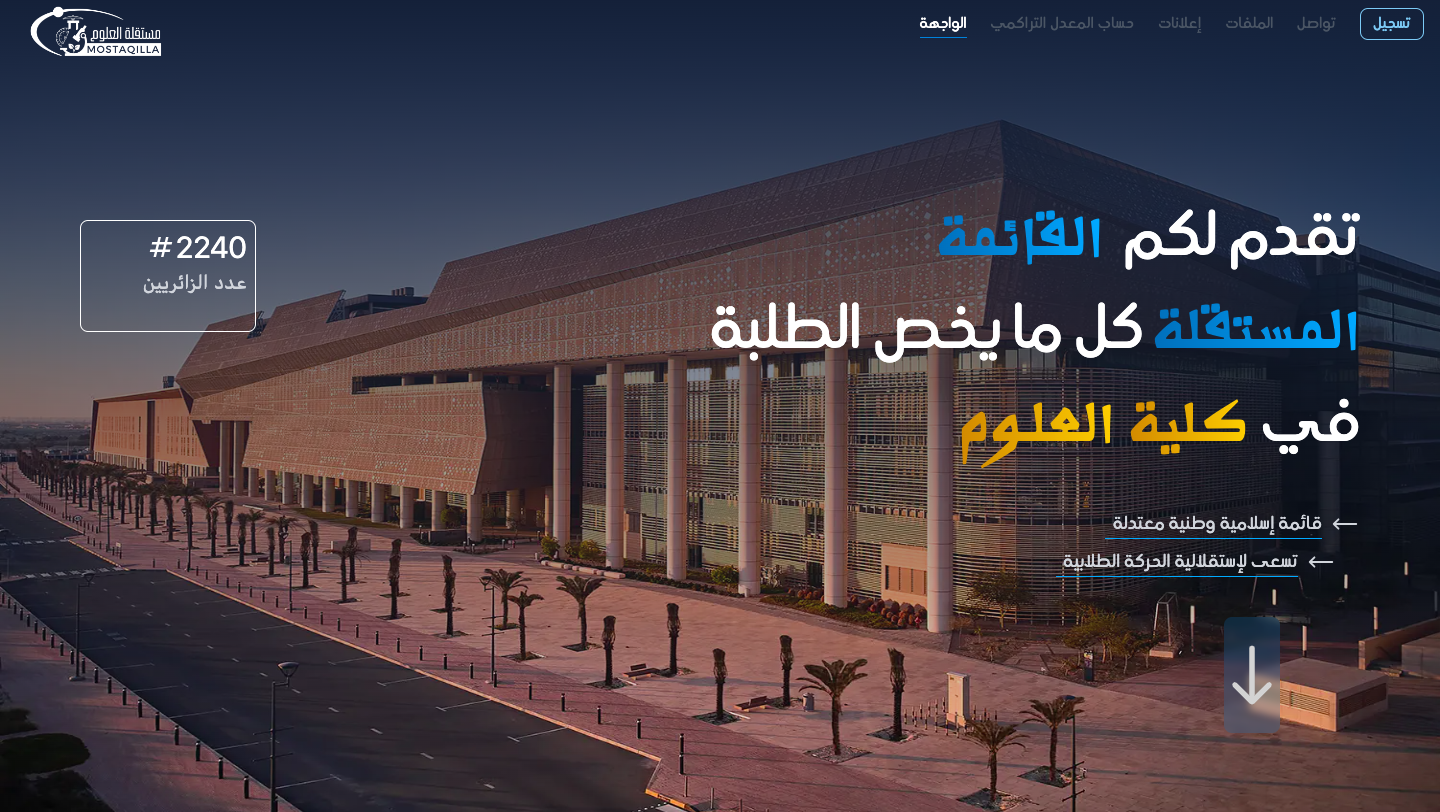 مستقلة العلوم
MOSTAQILLA
تسجيل
تواصل
الملفات
إعلانات
حساب المعدل التراكمي
الواجهة
تقدم لكم القائمة
المستقلة كل ما يخص الطلبة
في كلية العلوم
#2240
عدد الزائريين
قائمة إسلامية وطنية معتدلة
تسعى لإستقلالية الحركة الطلابية